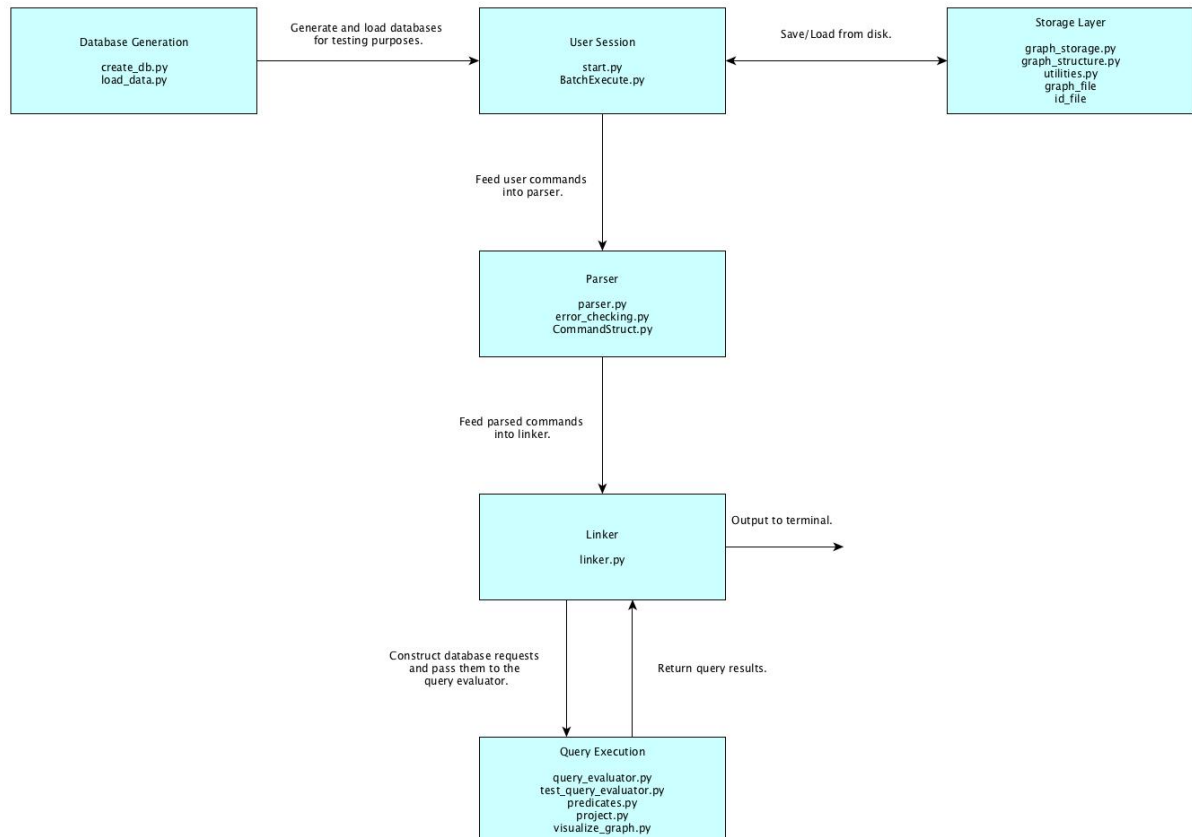 Database Generation
create_db.py
load_data.py
Generate and load databases
for testing purposes.
User Session
start.py
BatchExecute.py
Save/Load from disk.
Storage Layer
graph_storage.py
graph_structure.py
utilities.py
graph_file
id_file
Feed user commands
into parser.
Parser
parser.py
error_checking.py
CommandStruct.py
Feed parsed commands
into linker.
Linker
linker.py
Output to terminal.
Construct database requests
and pass them to the
query evaluator.
Return query results.
Query Execution
query_evaluator.py
test_query_evaluator.py
predicates.py
project.py
visualize_graph.py